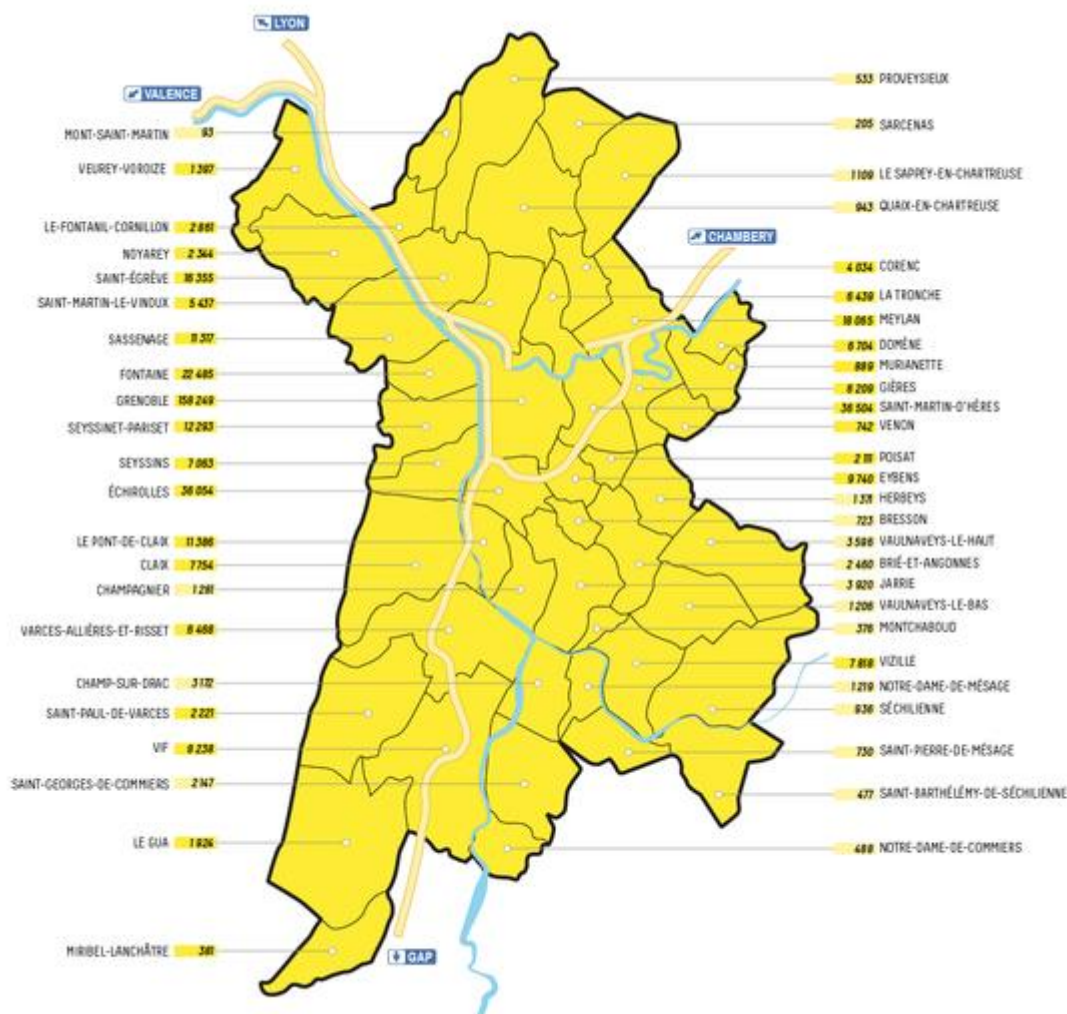 LYON
VALENCE
MONT-SAINT-MARTIN 93
VEUREY-VOROIZE 1 397
LE-FONTANIL-CORNILLON 2 861
NOYAREY 2 344
SAINT-ÉGRÈVE 16 355
SAINT-MARTIN-LE-VINOUX 5 437
SASSENAGE 11 317
FONTAINE 22 485
GRENOBLE 158 249
SEYSSINET-PARISET 12 293
SEYSSINS 7 063
ÉCHIROLLES 36 054
LE PONT-DE-CLAIX 11 386
CLAIX 7 754
CHAMPAGNIER 1 261
VARCES-ALLIÈRES-ET-RISSET 6 468
CHAMP-SUR-DRAC 3 172
SAINT-PAUL-DE-VARCES 2 221
VIF 8 238
SAINT-GEORGES-DE-COMMIERS 2 147
LE GUA 1 924
MIRIBEL-LANCHÂTRE 361
GAP
533 PROVEYSIEUX
205 SARCENAS
1 109 LE SAPPEY-EN-CHARTREUSE
943 QUAIX-EN-CHARTREUSE
CHAMBERY
4 034 CORENC
6 439 LA TRONCHE
18 065 MEYLAN
6 704 DOMÈNE
889 MURIANETTE
6 209 GIÈRES
36 504 SAINT-MARTIN-D'HÈRES
742 VENON
2 111 POISAT
9 740 EYBENS
1 371 HERBEYS
723 BRESSON
3 596 VAULNAVEYS-LE-HAUT
2 460 BRIÉ-ET-ANGONNES
3 920 JARRIE
1 206 VAULNAVEYS-LE-BAS
376 MONTCHABOUD
7 818 VIZILLE
1 219 NOTRE-DAME-DE-MÉSAGE
936 SÉCHILIENNE
730 SAINT-PIERRE-DE-MÉSAGE
477 SAINT-BARTHÉLÉMY-DE-SÉCHILIENNE
488 NOTRE-DAME-DE-COMMIERS